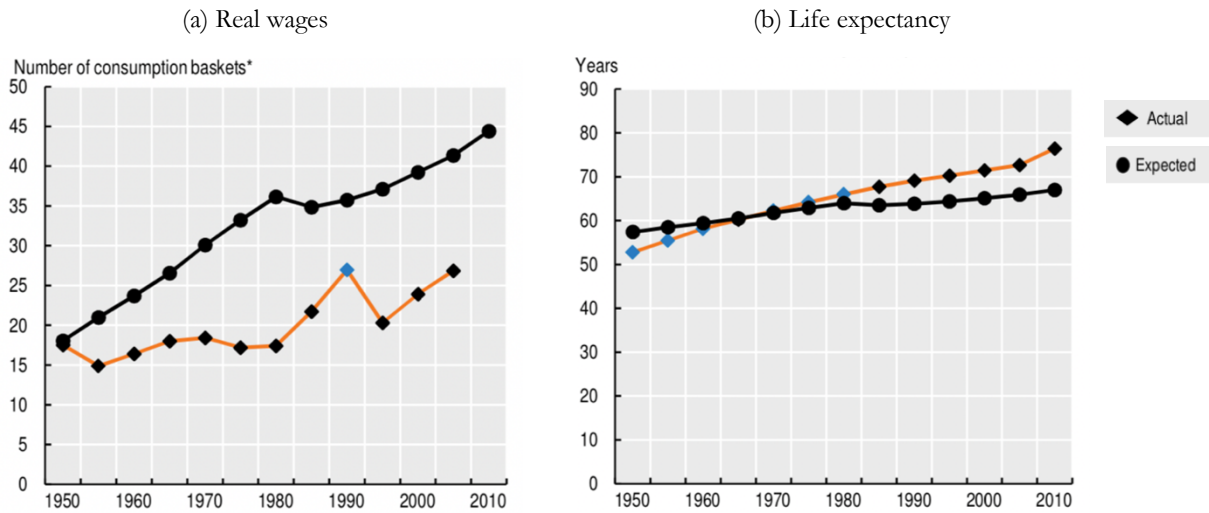 (a) Real wages
Number of consumption baskets*
50
45
40
35
30
25
20
15
10
5
0
1950 1960 1970 1980 1990 2000 2010
(b) Life expectancy
Years
90
80
70
60
50
40
30
20
10
0
1950 1960 1970 1980 1990 2000 2010
Actual
Expected